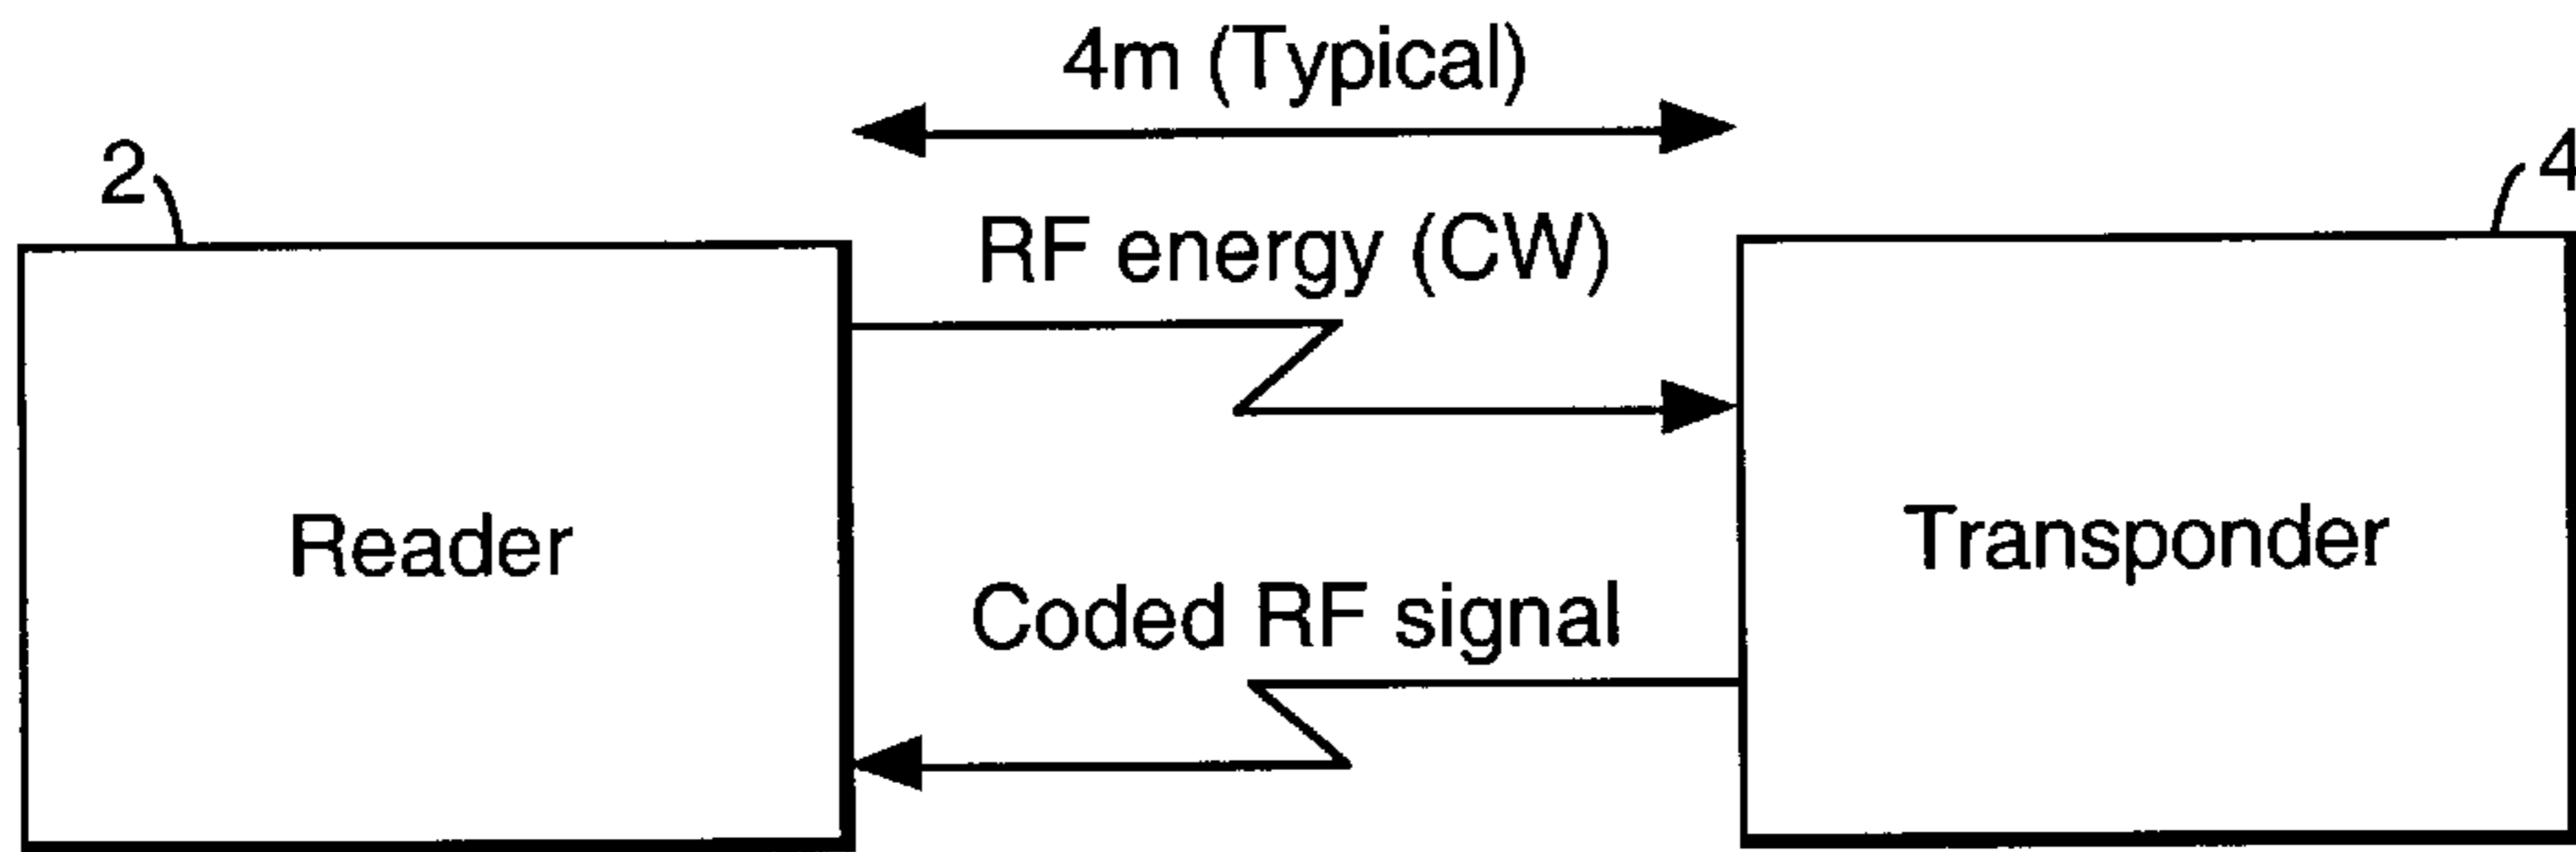 4m (Typical)
2
4
RF energy (CW)
Reader
Transponder
Coded RF signal